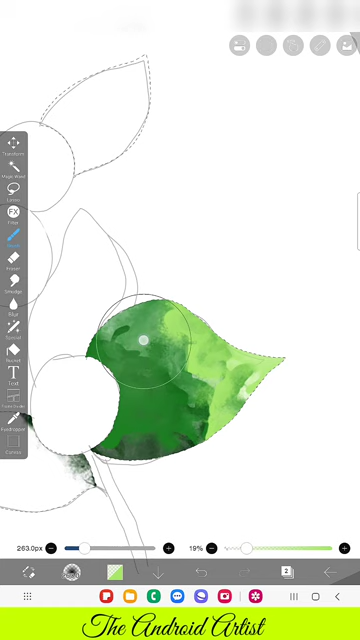 Transform
Magic Wand
Lasso
FX
Filter
Brush
Eraser
Smudge
Blur
Special
Bucket
T
Text
Frame Divider
Eyedropper
Canvas
263.0px
19%
2
The Android Artist